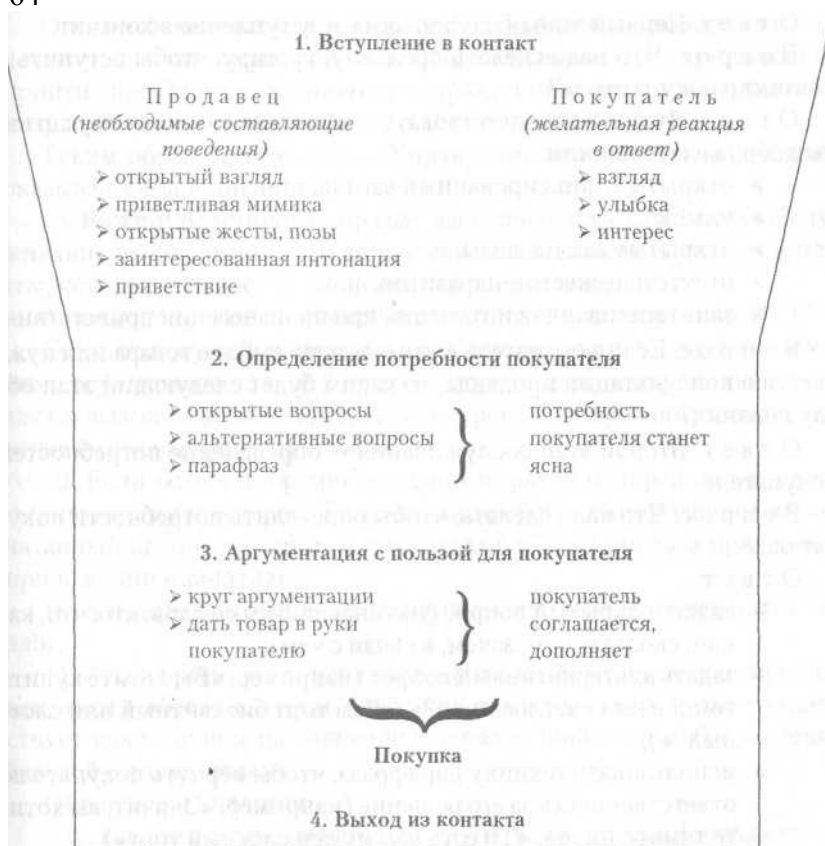 1. Вступление в контакт
Продавец
(необходимые составляющие
поведения)
➢ открытый взгляд
➢ приветливая мимика
➢ открытые жесты, позы
➢ заинтересованная интонация
➢ приветствие
Покупатель
(желательная реакция
в ответ)
➢ взгляд
➢ улыбка
➢ интерес
2. Определение потребности покупателя
➢ открытые вопросы
➢ альтернативные вопросы
➢ парафраз
потребность
покупателя станет
ясна
3. Аргументация с пользой для покупателя
➢ круг аргументации
➢ дать товар в руки
покупателю
покупатель
соглашается,
дополняет
Покупка
4. Выход из контакта